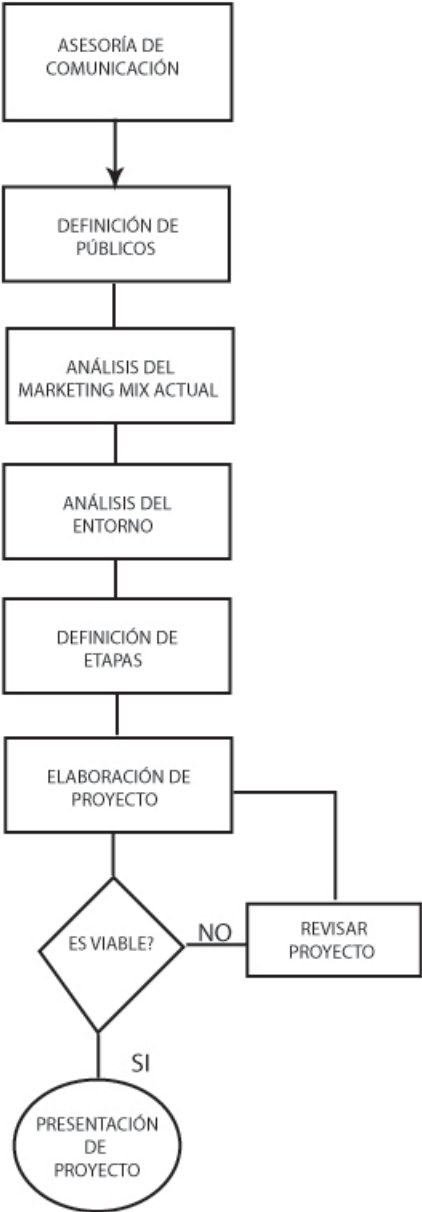 ASESORÍA DE
COMUNICACIÓN
DEFINICIÓN DE
PÚBLICOS
ANÁLISIS DEL
MARKETING MIX ACTUAL
ANÁLISIS DEL
ENTORNO
DEFINICIÓN DE
ETAPAS
ELABORACIÓN DE
PROYECTO
ES VIABLE?
NO
REVISAR
PROYECTO
SI
PRESENTACIÓN
DE
PROYECTO